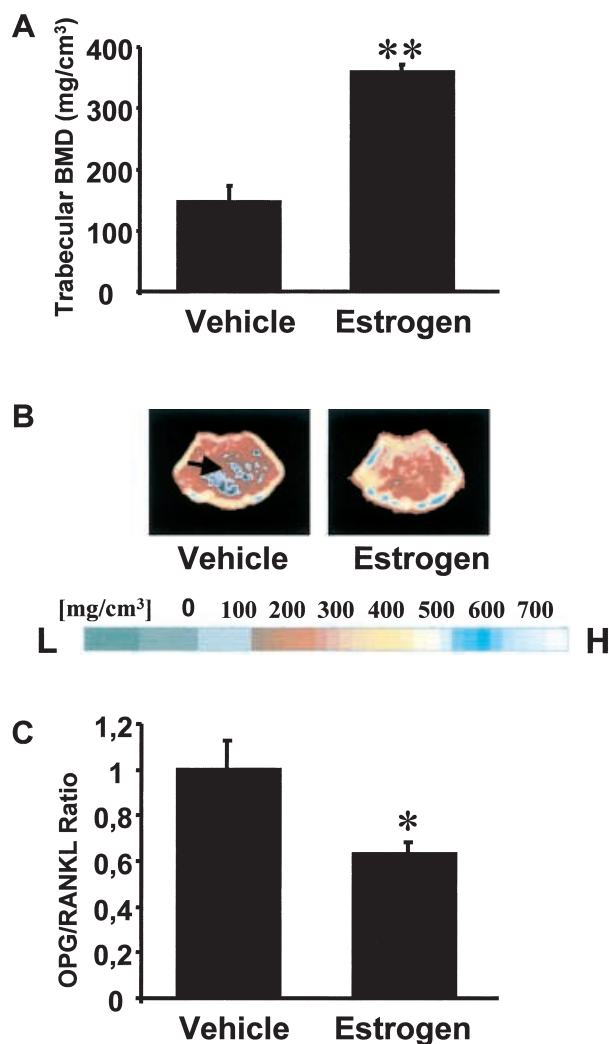 A
Trabecular BMD (mg/cm³)
400
300
200
100
0
**
Vehicle
Estrogen
B
Vehicle
Estrogen
[mg/cm³] 0 100 200 300 400 500 600 700
L
H
C
OPG/RANKL Ratio
1,2
1
0,8
0,6
0,4
0,2
0
*
Vehicle
Estrogen